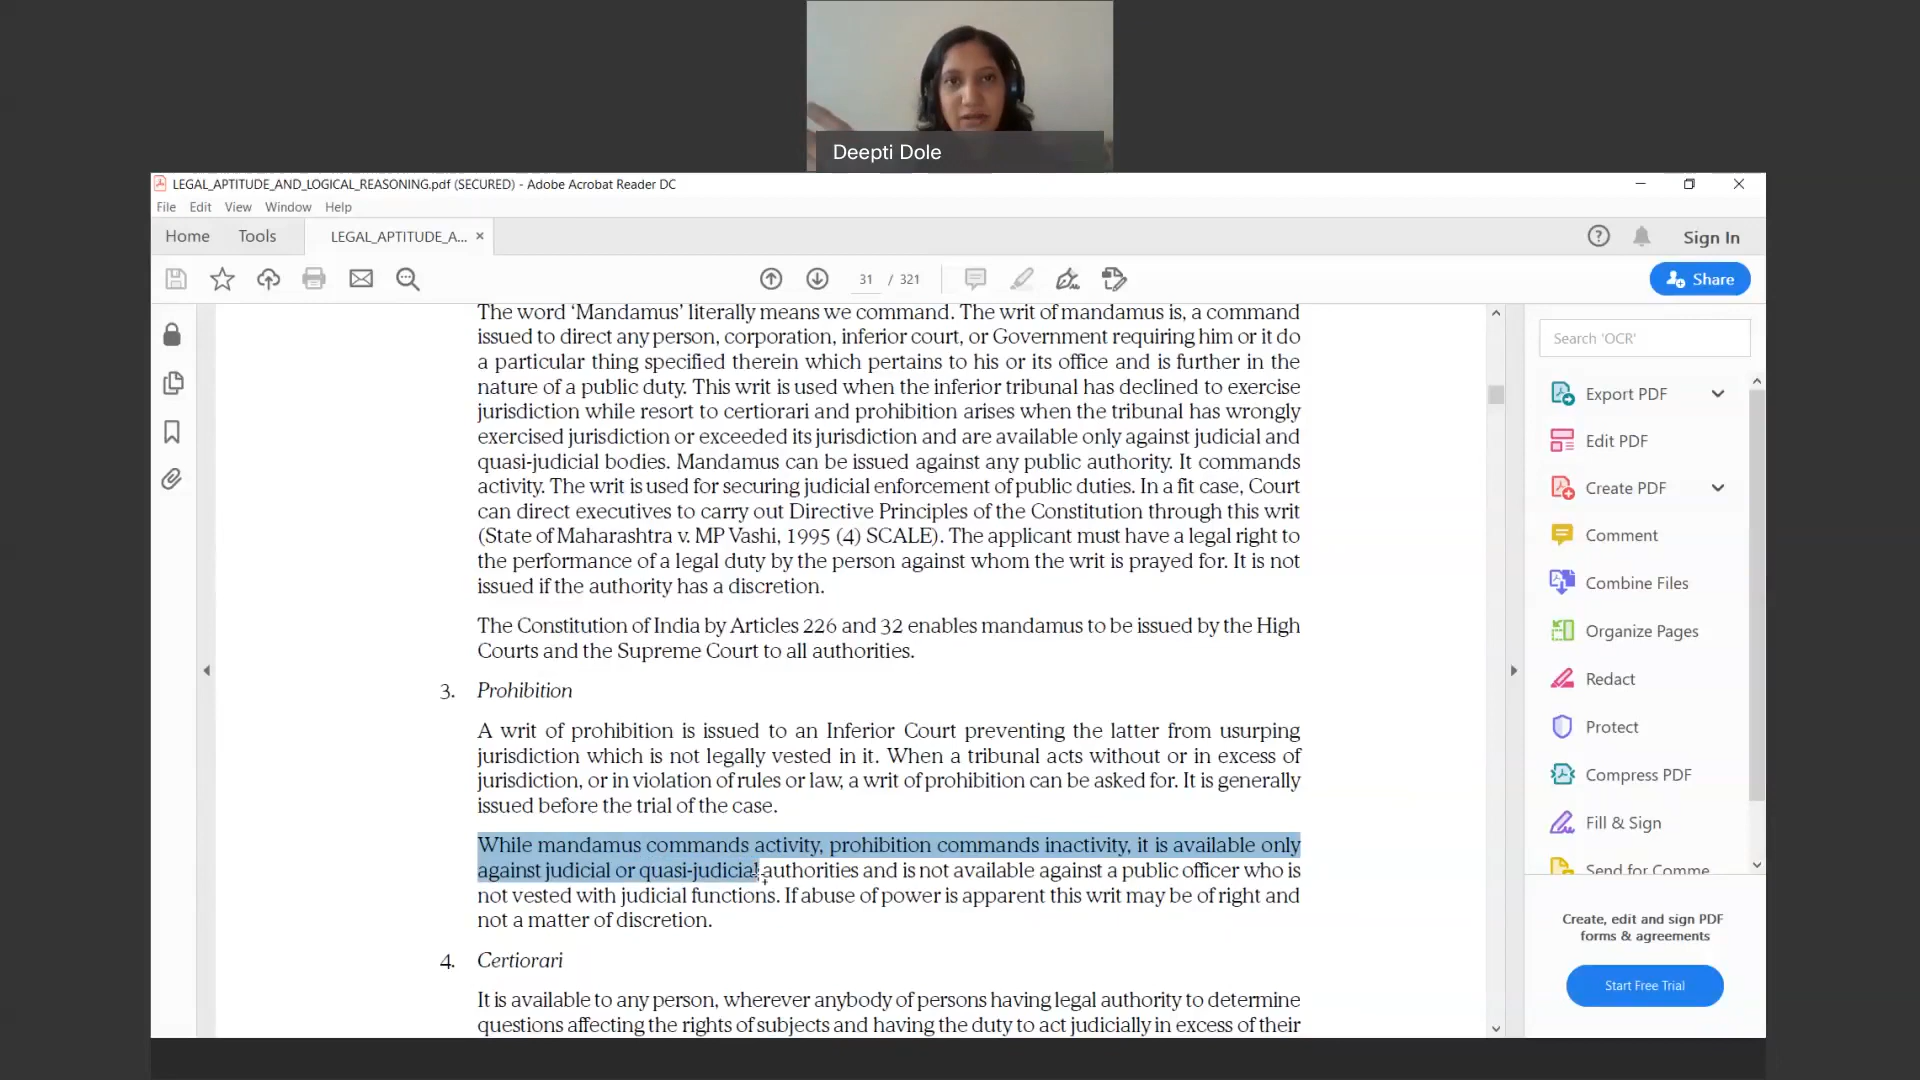 Deepti Dole
LEGAL_APTITUDE_AND_LOGICAL_REASONING.pdf (SECURED) - Adobe Acrobat Reader DC
File Edit View Window Help
Home Tools LEGAL_APTITUDE_A... Sign In
31 / 321 Share
The word ‘Mandamus’ literally means we command. The writ of mandamus is, a command
issued to direct any person, corporation, inferior court, or Government requiring him or it do
a particular thing specified therein which pertains to his or its office and is further in the
nature of a public duty. This writ is used when the inferior tribunal has declined to exercise
jurisdiction while resort to certiorari and prohibition arises when the tribunal has wrongly
exercised jurisdiction or exceeded its jurisdiction and are available only against judicial and
quasi-judicial bodies. Mandamus can be issued against any public authority. It commands
activity. The writ is used for securing judicial enforcement of public duties. In a fit case, Court
can direct executives to carry out Directive Principles of the Constitution through this writ
(State of Maharashtra v. MP Vashi, 1995 (4) SCALE). The applicant must have a legal right to
the performance of a legal duty by the person against whom the writ is prayed for. It is not
issued if the authority has a discretion.
The Constitution of India by Articles 226 and 32 enables mandamus to be issued by the High
Courts and the Supreme Court to all authorities.
3. Prohibition
A writ of prohibition is issued to an Inferior Court preventing the latter from usurping
jurisdiction which is not legally vested in it. When a tribunal acts without or in excess of
jurisdiction, or in violation of rules or law, a writ of prohibition can be asked for. It is generally
issued before the trial of the case.
While mandamus commands activity, prohibition commands inactivity, it is available only
against judicial or quasi-judicial authorities and is not available against a public officer who is
not vested with judicial functions. If abuse of power is apparent this writ may be of right and
not a matter of discretion.
4. Certiorari
It is available to any person, wherever anybody of persons having legal authority to determine
questions affecting the rights of subjects and having the duty to act judicially in excess of their
Search 'OCR'
Export PDF
Edit PDF
Create PDF
Comment
Combine Files
Organize Pages
Redact
Protect
Compress PDF
Fill & Sign
Send for Comme
Create, edit and sign PDF
forms & agreements
Start Free Trial